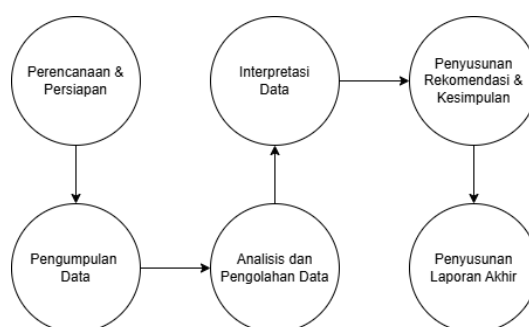 Perencanaan &
Persiapan
Pengumpulan
Data
Analisis dan
Pengolahan Data
Interpretasi
Data
Penyusunan
Rekomendasi &
Kesimpulan
Penyusunan
Laporan Akhir